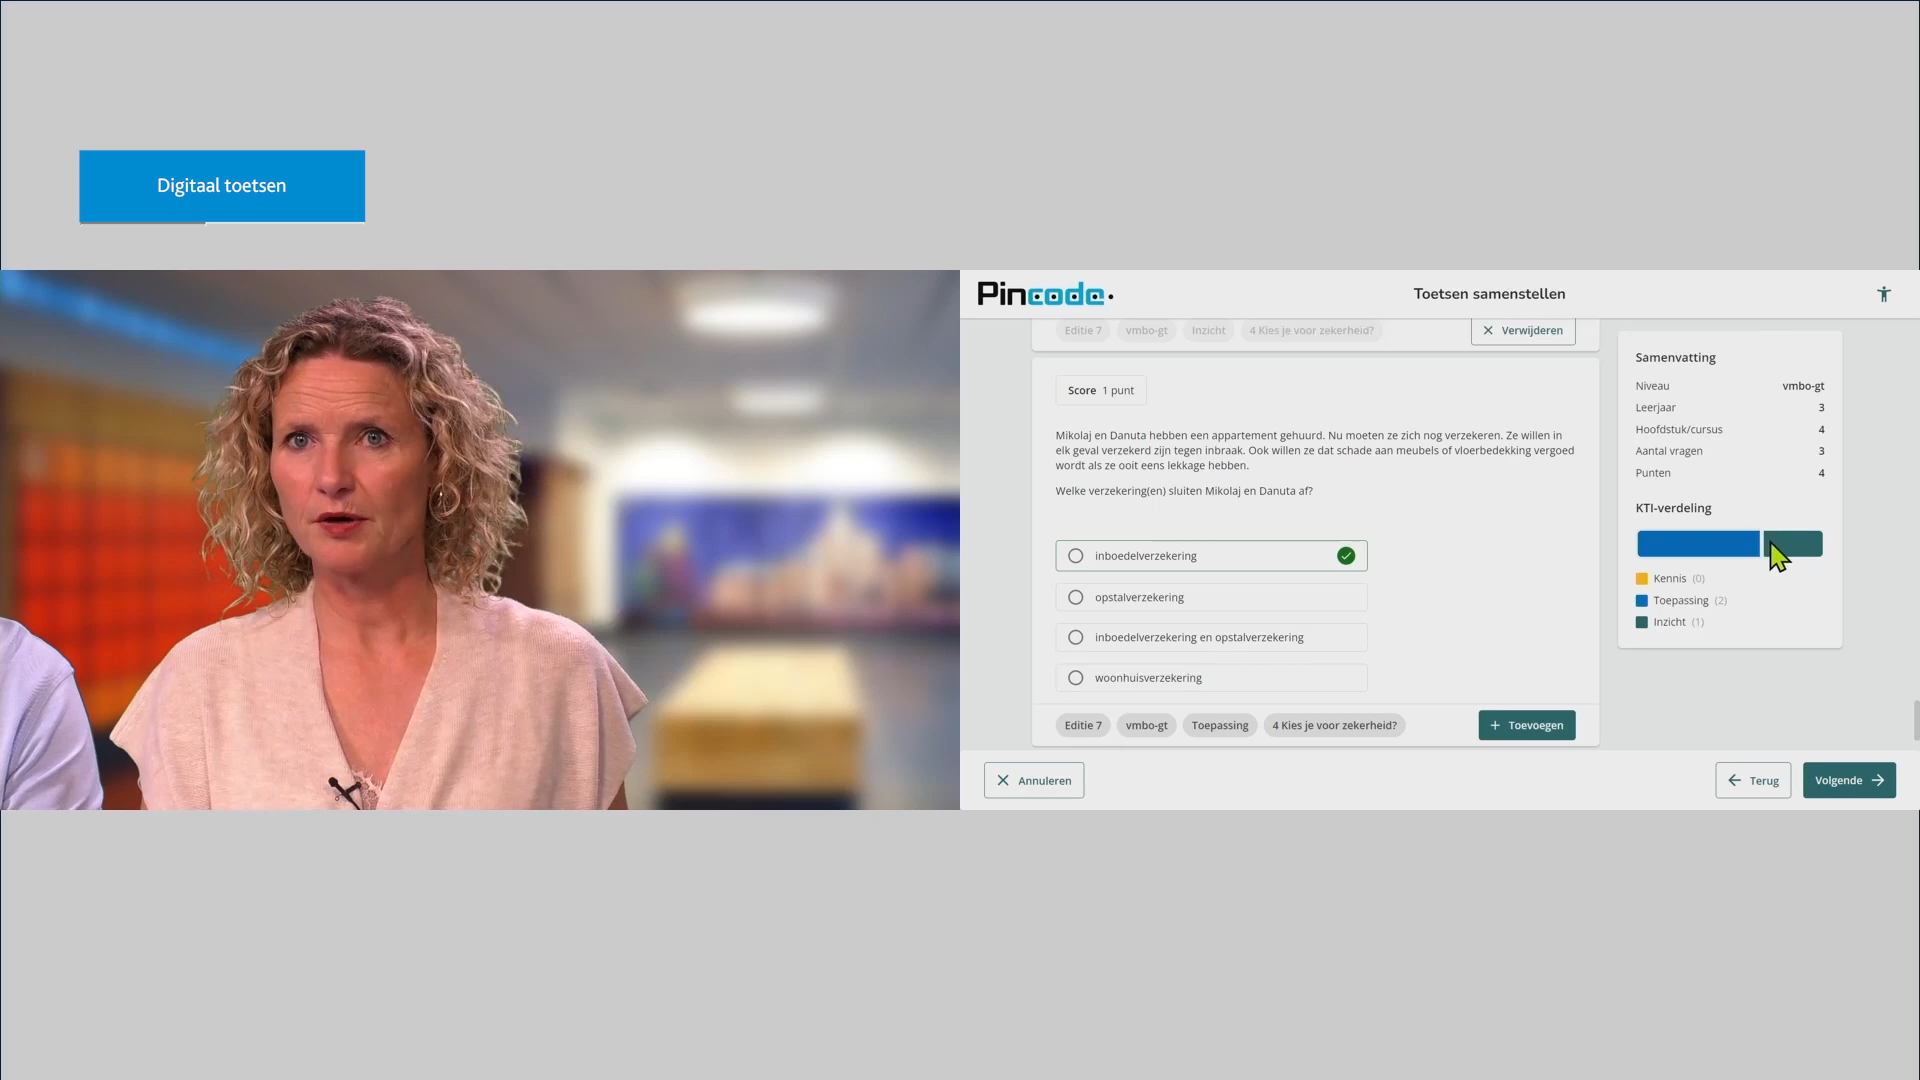 Digitaal toetsen
Pincode.
Toetsen samenstellen
Editie 7 vmbo-gt Inzicht 4 Kies je voor zekerheid? Verwijderen
Score 1 punt
Mikolaj en Danuta hebben een appartement gehuurd. Nu moeten ze zich nog verzekeren. Ze willen in
elk geval verzekerd zijn tegen inbraak. Ook willen ze dat schade aan meubels of vloerbedekking vergoed
wordt als ze ooit eens lekkage hebben.
Welke verzekering(en) sluiten Mikolaj en Danuta af?
inboedelverzekering
opstalverzekering
inboedelverzekering en opstalverzekering
woonhuisverzekering
Editie 7 vmbo-gt Toepassing 4 Kies je voor zekerheid? Toevoegen
Samenvatting
Niveau vmbo-gt
Leerjaar 3
Hoofdstuk/cursus 4
Aantal vragen 3
Punten 4
KTI-verdeling
Kennis (0)
Toepassing (2)
Inzicht (1)
Annuleren
Terug
Volgende